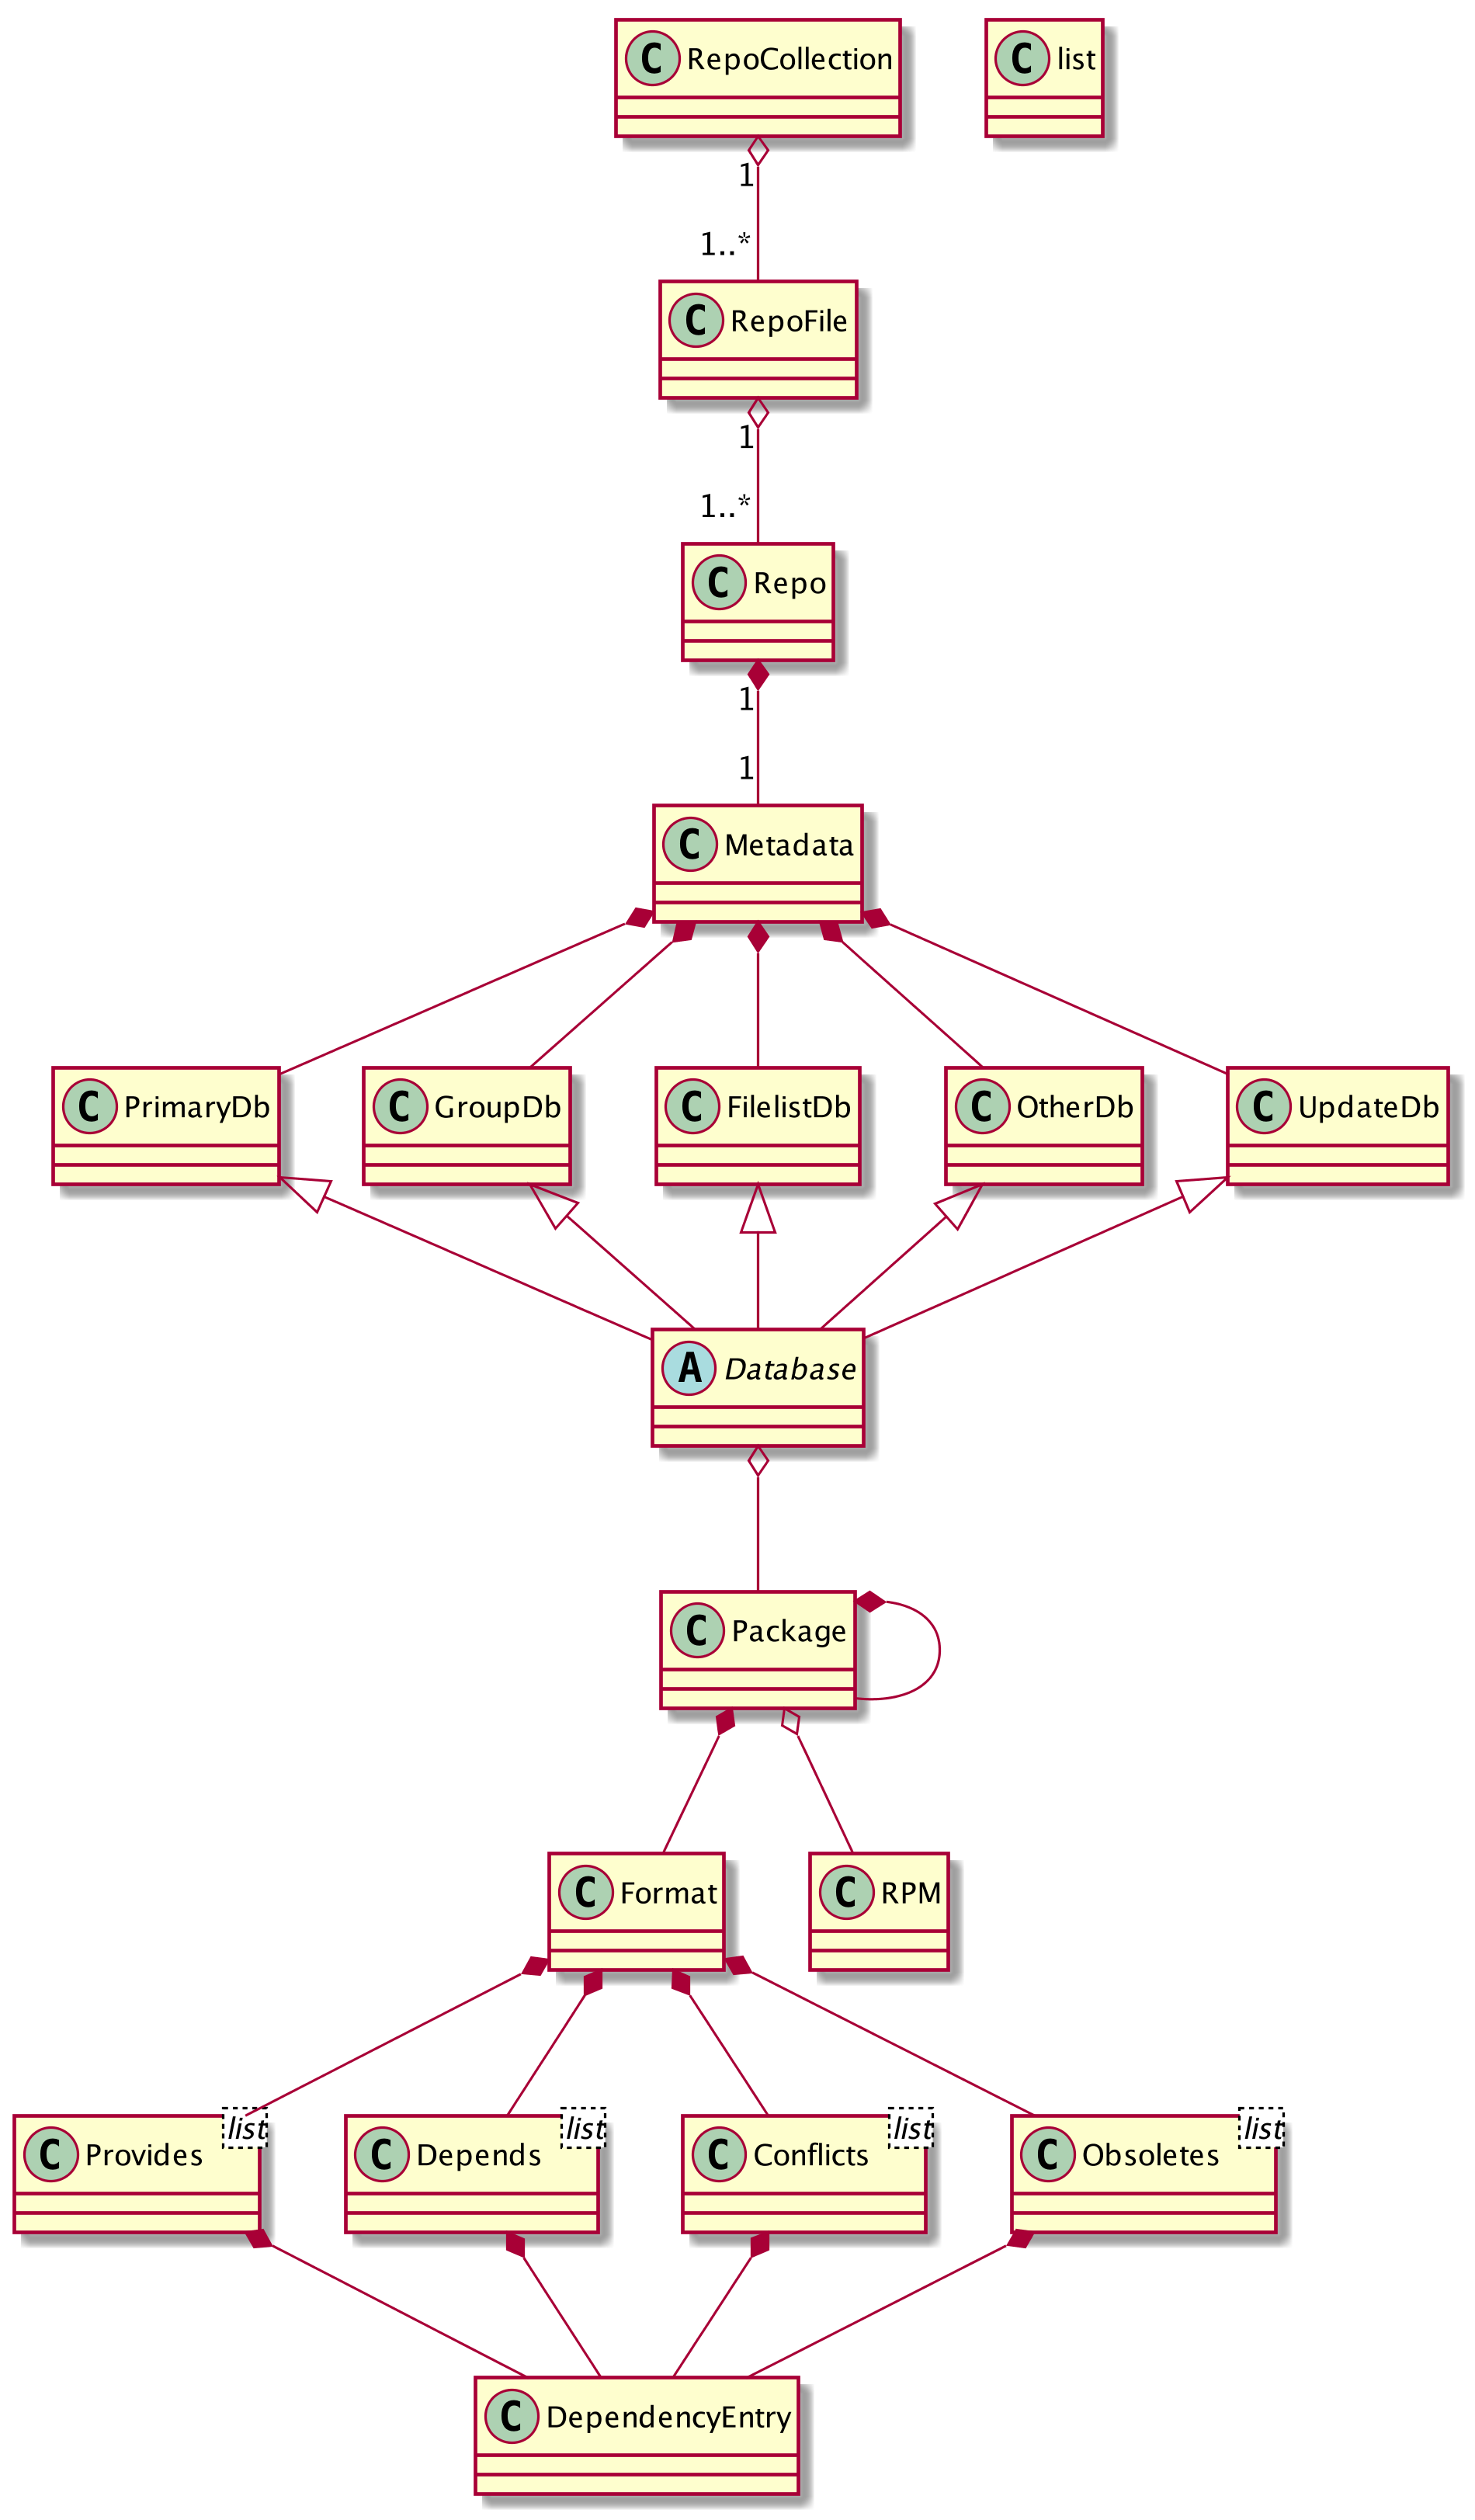 C RepoCollection
C list
1
1..*
C RepoFile
1
1..*
C Repo
1
1
C Metadata
C PrimaryDb
C GroupDb
C FilelistDb
C OtherDb
C UpdateDb
A Database
C Package
C Format
C RPM
C Provides list
C Depends list
C Conflicts list
C Obsoletes list
C DependencyEntry